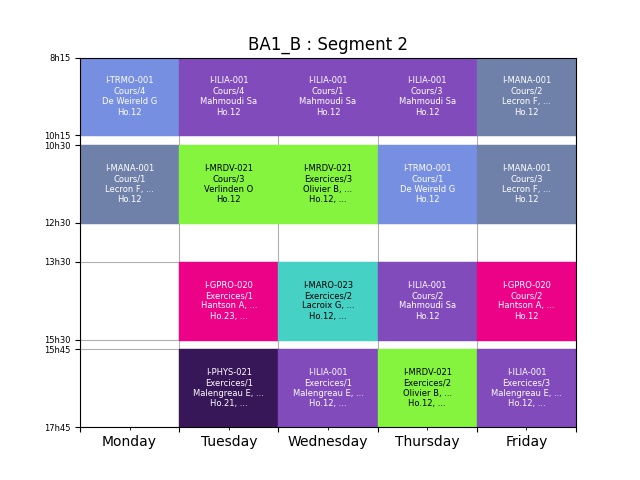 BA1_B : Segment 2
8h15
I-TRMO-001
Cours/4
De Weireld G
Ho.12
I-ILIA-001
Cours/4
Mahmoudi Sa
Ho.12
I-ILIA-001
Cours/1
Mahmoudi Sa
Ho.12
I-ILIA-001
Cours/3
Mahmoudi Sa
Ho.12
I-MANA-001
Cours/2
Lecron F, ...
Ho.12
10h15
10h30
I-MANA-001
Cours/1
Lecron F, ...
Ho.12
I-MRDV-021
Cours/3
Verlinden O
Ho.12
I-MRDV-021
Exercices/3
Olivier B, ...
Ho.12, ...
I-TRMO-001
Cours/1
De Weireld G
Ho.12
I-MANA-001
Cours/3
Lecron F, ...
Ho.12
12h30
13h30
I-GPRO-020
Exercices/1
Hantson A, ...
Ho.23, ...
I-MARO-023
Exercices/2
Lacroix G, ...
Ho.12, ...
I-ILIA-001
Cours/2
Mahmoudi Sa
Ho.12
I-GPRO-020
Cours/2
Hantson A, ...
Ho.12
15h30
15h45
I-PHYS-021
Exercices/1
Malengreau E, ...
Ho.21, ...
I-ILIA-001
Exercices/1
Malengreau E, ...
Ho.12, ...
I-MRDV-021
Exercices/2
Olivier B, ...
Ho.12, ...
I-ILIA-001
Exercices/3
Malengreau E, ...
Ho.12, ...
17h45
Monday
Tuesday
Wednesday
Thursday
Friday